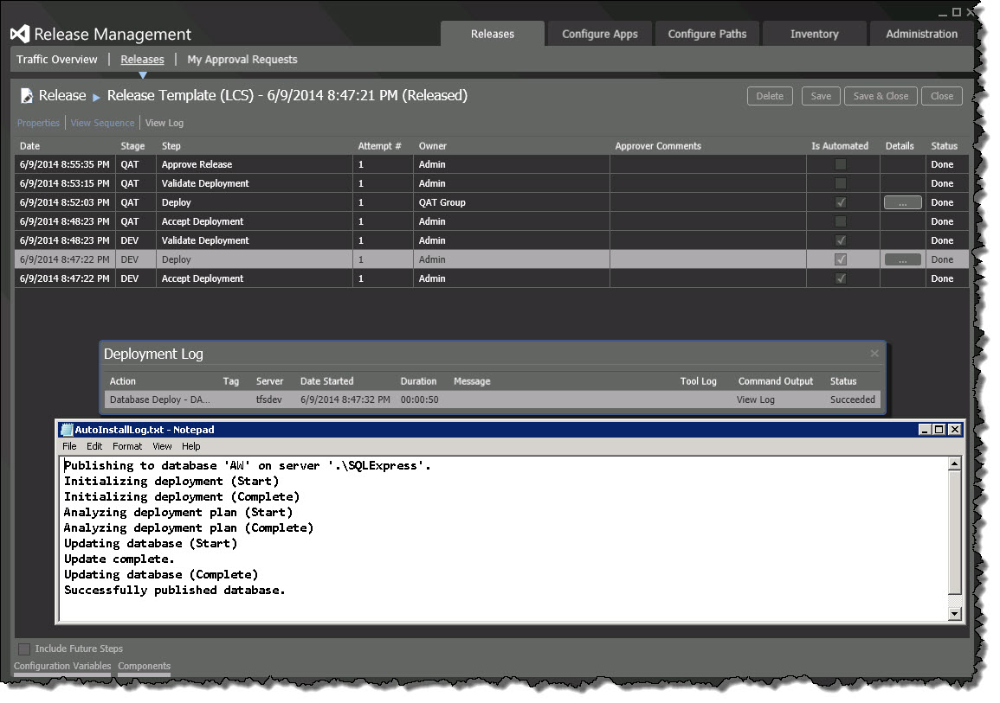 Release Management
Releases Configure Apps Configure Paths Inventory Administration
Traffic Overview Releases My Approval Requests
Release Release Template (LCS) - 6/9/2014 8:47:21 PM (Released) Delete Save Save & Close Close
Properties View Sequence View Log
Date Stage Step Attempt # Owner Approver Comments Is Automated Details Status
6/9/2014 8:55:35 PM QAT Approve Release 1 Admin Done
6/9/2014 8:53:15 PM QAT Validate Deployment 1 Admin Done
6/9/2014 8:52:03 PM QAT Deploy 1 QAT Group ... Done
6/9/2014 8:48:23 PM QAT Accept Deployment 1 Admin Done
6/9/2014 8:48:23 PM DEV Validate Deployment 1 Admin Done
6/9/2014 8:47:22 PM DEV Deploy 1 Admin ... Done
6/9/2014 8:47:22 PM DEV Accept Deployment 1 Admin Done
Deployment Log
Action Tag Server Date Started Duration Message Tool Log Command Output Status
Database Deploy - DA... tfsdev 6/9/2014 8:47:32 PM 00:00:50 View Log Succeeded
AutoInstallLog.txt - Notepad
File Edit Format View Help
Publishing to database 'AW' on server '.\SQLExpress'.
Initializing deployment (Start)
Initializing deployment (Complete)
Analyzing deployment plan (Start)
Analyzing deployment plan (Complete)
Updating database (Start)
Update complete.
Updating database (Complete)
Successfully published database.
Include Future Steps
Configuration Variables Components